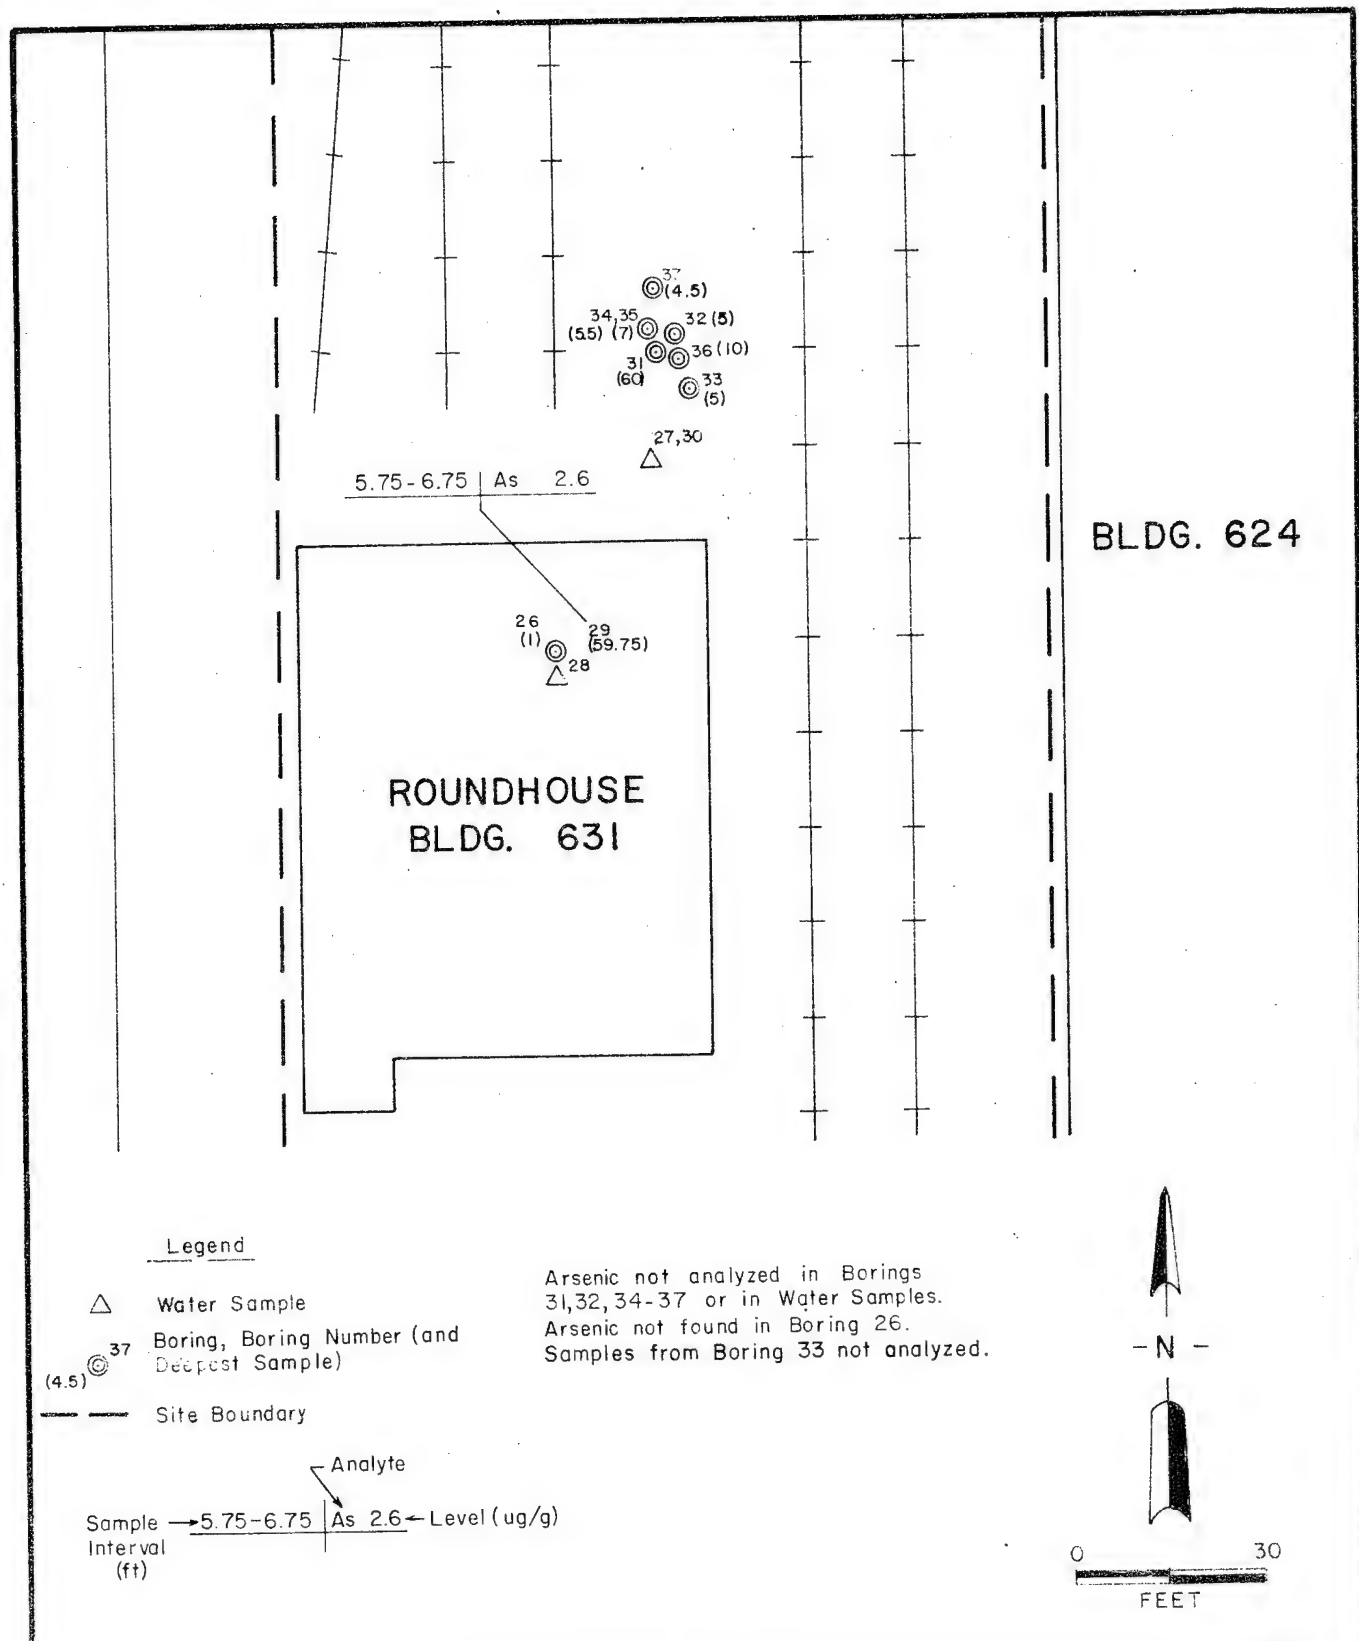 37
(4.5)
34,35
(5.5) (7)
32 (5)
36 (10)
31
(60)
33
(5)
27,30
5.75-6.75 As 2.6
BLDG. 624
26
(1)
29
(59.75)
28
ROUNDHOUSE
BLDG. 631
Legend
Water Sample
37
(4.5)
Boring, Boring Number (and
Deepest Sample)
Site Boundary
Analyte
Sample
Interval
(ft)
5.75-6.75 As 2.6
Level (ug/g)
Arsenic not analyzed in Borings
31,32, 34-37 or in Water Samples.
Arsenic not found in Boring 26.
Samples from Boring 33 not analyzed.
- N -
0 30
FEET